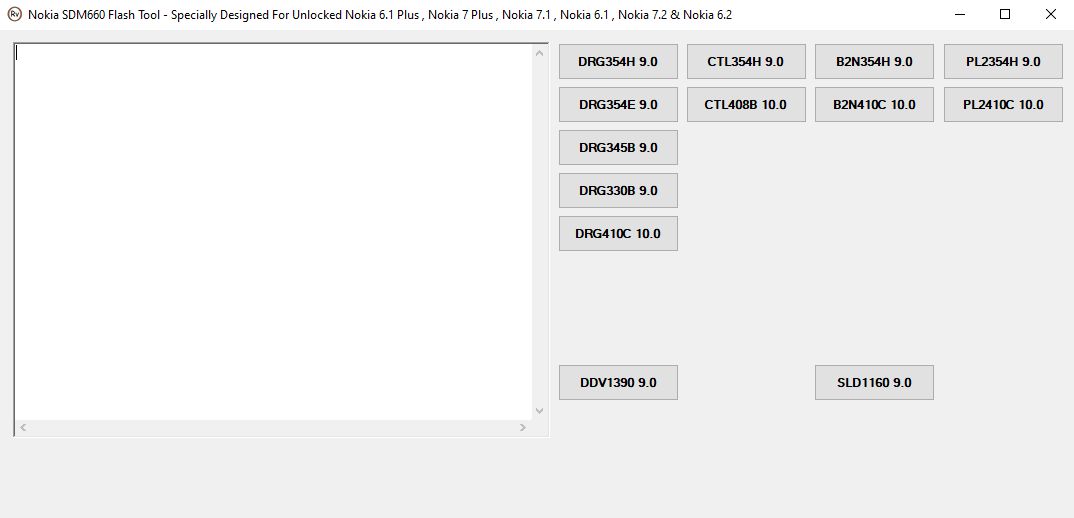 Rv Nokia SDM660 Flash Tool - Specially Designed For Unlocked Nokia 6.1 Plus , Nokia 7 Plus , Nokia 7.1 , Nokia 6.1 , Nokia 7.2 & Nokia 6.2
DRG354H 9.0 CTL354H 9.0 B2N354H 9.0 PL2354H 9.0
DRG354E 9.0 CTL408B 10.0 B2N410C 10.0 PL2410C 10.0
DRG345B 9.0
DRG330B 9.0
DRG410C 10.0
DDV1390 9.0 SLD1160 9.0